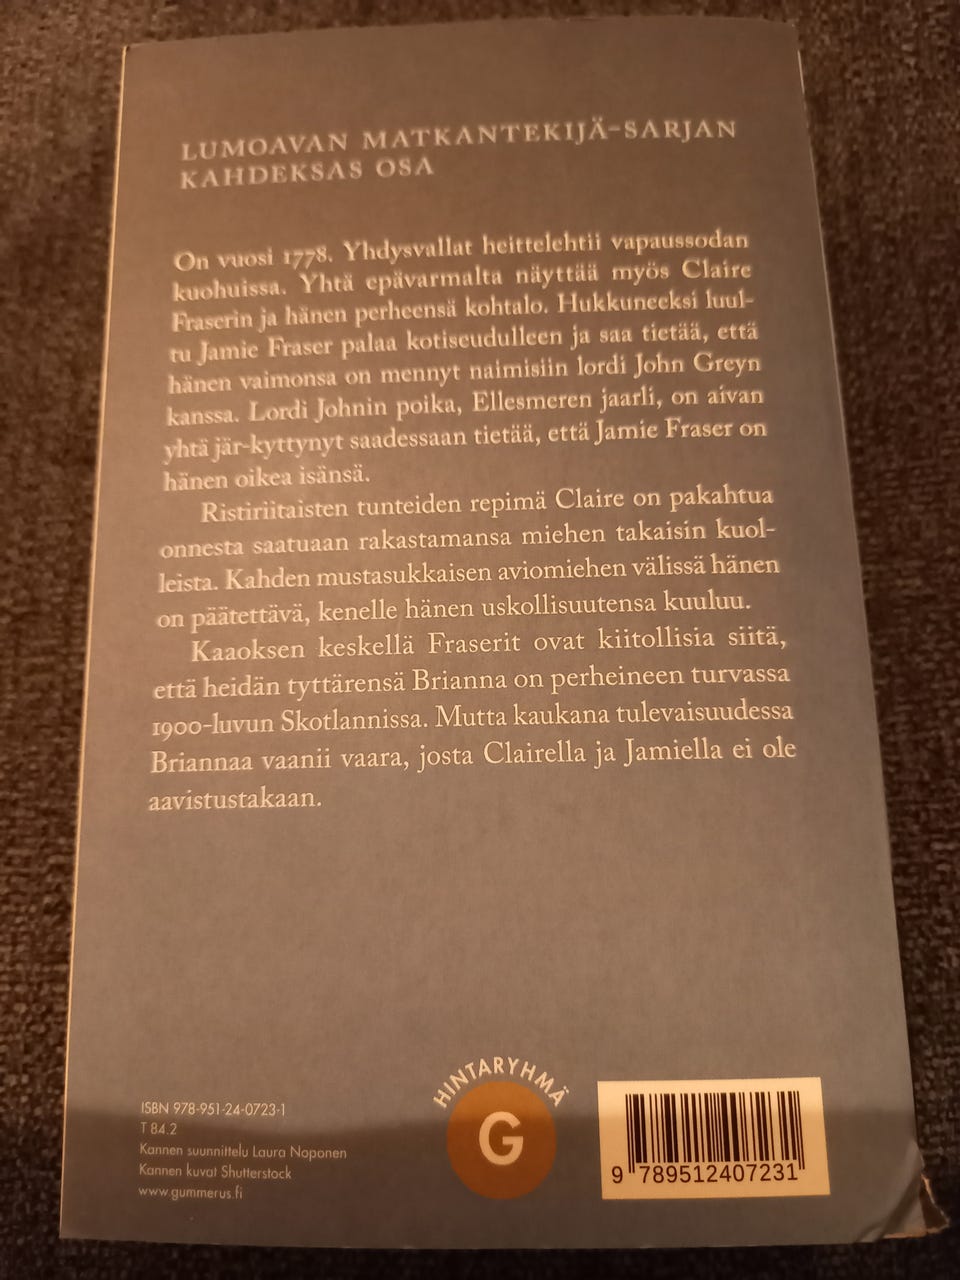 LUMOAVAN MATKANTEKIJÄ-SARJAN
KAHDEKSAS OSA
On vuosi 1778. Yhdysvallat heittelehtii vapaussodan
kuohuissa. Yhtä epävarmalta näyttää myös Claire
Fraserin ja hänen perheensä kohtalo. Hukkuneeksi luul-
tu Jamie Fraser palaa kotiseudulleen ja saa tietää, että
hänen vaimonsa on mennyt naimisiin lordi John Greyn
kanssa. Lordi Johnin poika, Ellesmeren jaarli, on aivan
yhtä jär-kyttynyt saadessaan tietää, että Jamie Fraser on
hänen oikea isänsä.
Ristiriitaisten tunteiden repimä Claire on pakahtua
onnesta saatuaan rakastamansa miehen takaisin kuol-
leista. Kahden mustasukkaisen aviomiehen välissä hänen
on päätettävä, kenelle hänen uskollisuutensa kuuluu.
Kaaoksen keskellä Fraserit ovat kiitollisia siitä,
että heidän tyttärensä Brianna on perheineen turvassa
1900-luvun Skotlannissa. Mutta kaukana tulevaisuudessa
Briannaa vaanii vaara, josta Clairella ja Jamiella ei ole
aavistustakaan.
HINTARYHMÄ
G
ISBN 978-951-24-0723-1
T 84.2
Kannen suunnittelu Laura Noponen
Kannen kuvat Shutterstock
www.gummerus.fi
9 789512 407231